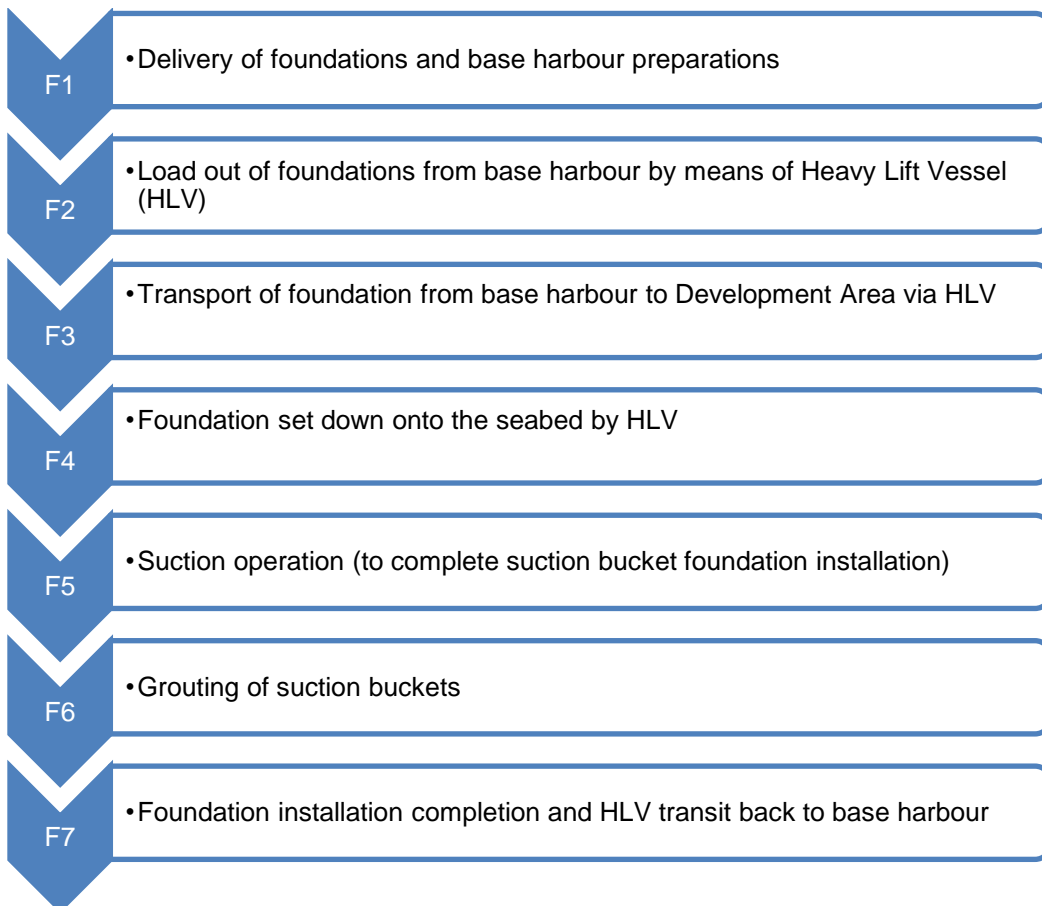 F1
•Delivery of foundations and base harbour preparations
F2
•Load out of foundations from base harbour by means of Heavy Lift Vessel
(HLV)
F3
•Transport of foundation from base harbour to Development Area via HLV
F4
•Foundation set down onto the seabed by HLV
F5
•Suction operation (to complete suction bucket foundation installation)
F6
•Grouting of suction buckets
F7
•Foundation installation completion and HLV transit back to base harbour